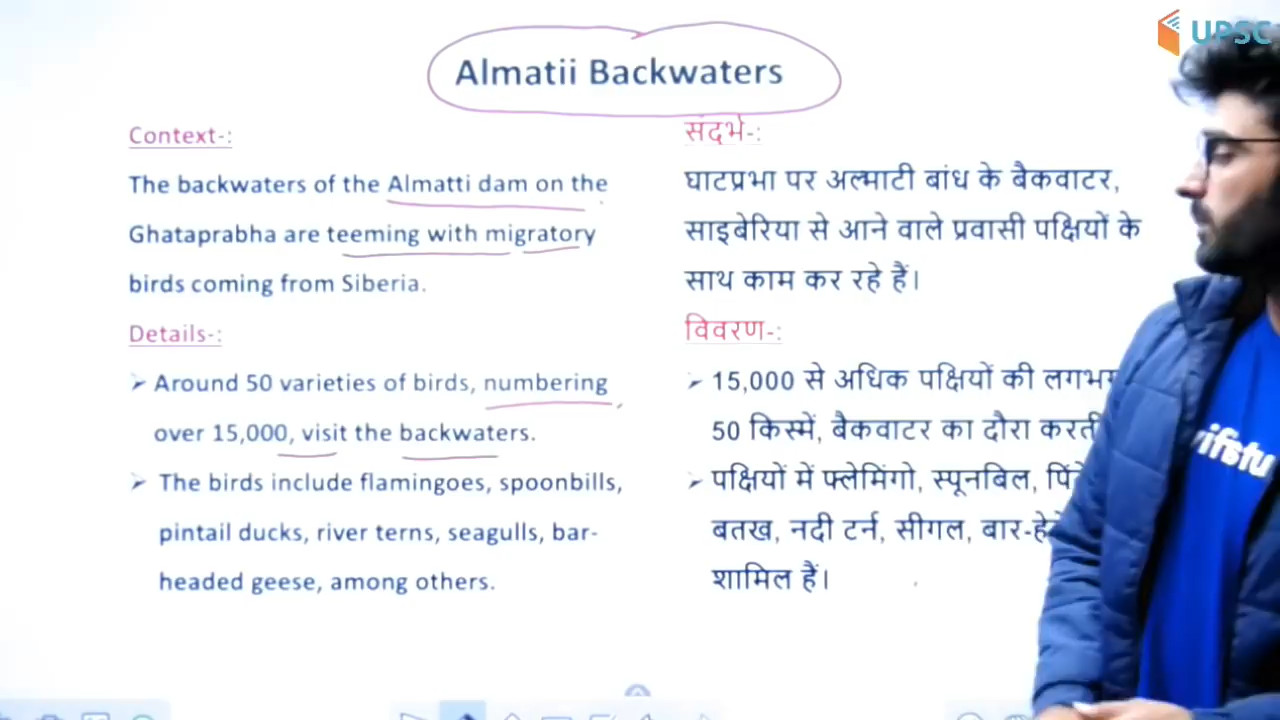 UPSC
Almatii Backwaters
Context-:
The backwaters of the Almatti dam on the
Ghataprabha are teeming with migratory
birds coming from Siberia.
Details-:
Around 50 varieties of birds, numbering
over 15,000, visit the backwaters.
The birds include flamingoes, spoonbills,
pintail ducks, river terns, seagulls, bar-
headed geese, among others.
संदर्भ-:
घाटप्रभा पर अल्माटी बांध के बैकवाटर,
साइबेरिया से आने वाले प्रवासी पक्षियों के
साथ काम कर रहे हैं।
विवरण-:
15,000 से अधिक पक्षियों की
50 किस्में, बैकवाटर का दौरा करती
पक्षियों में फ्लेमिंगो, स्पूनबिल,
बतख, नदी टर्न, सीगल,
शामिल हैं।